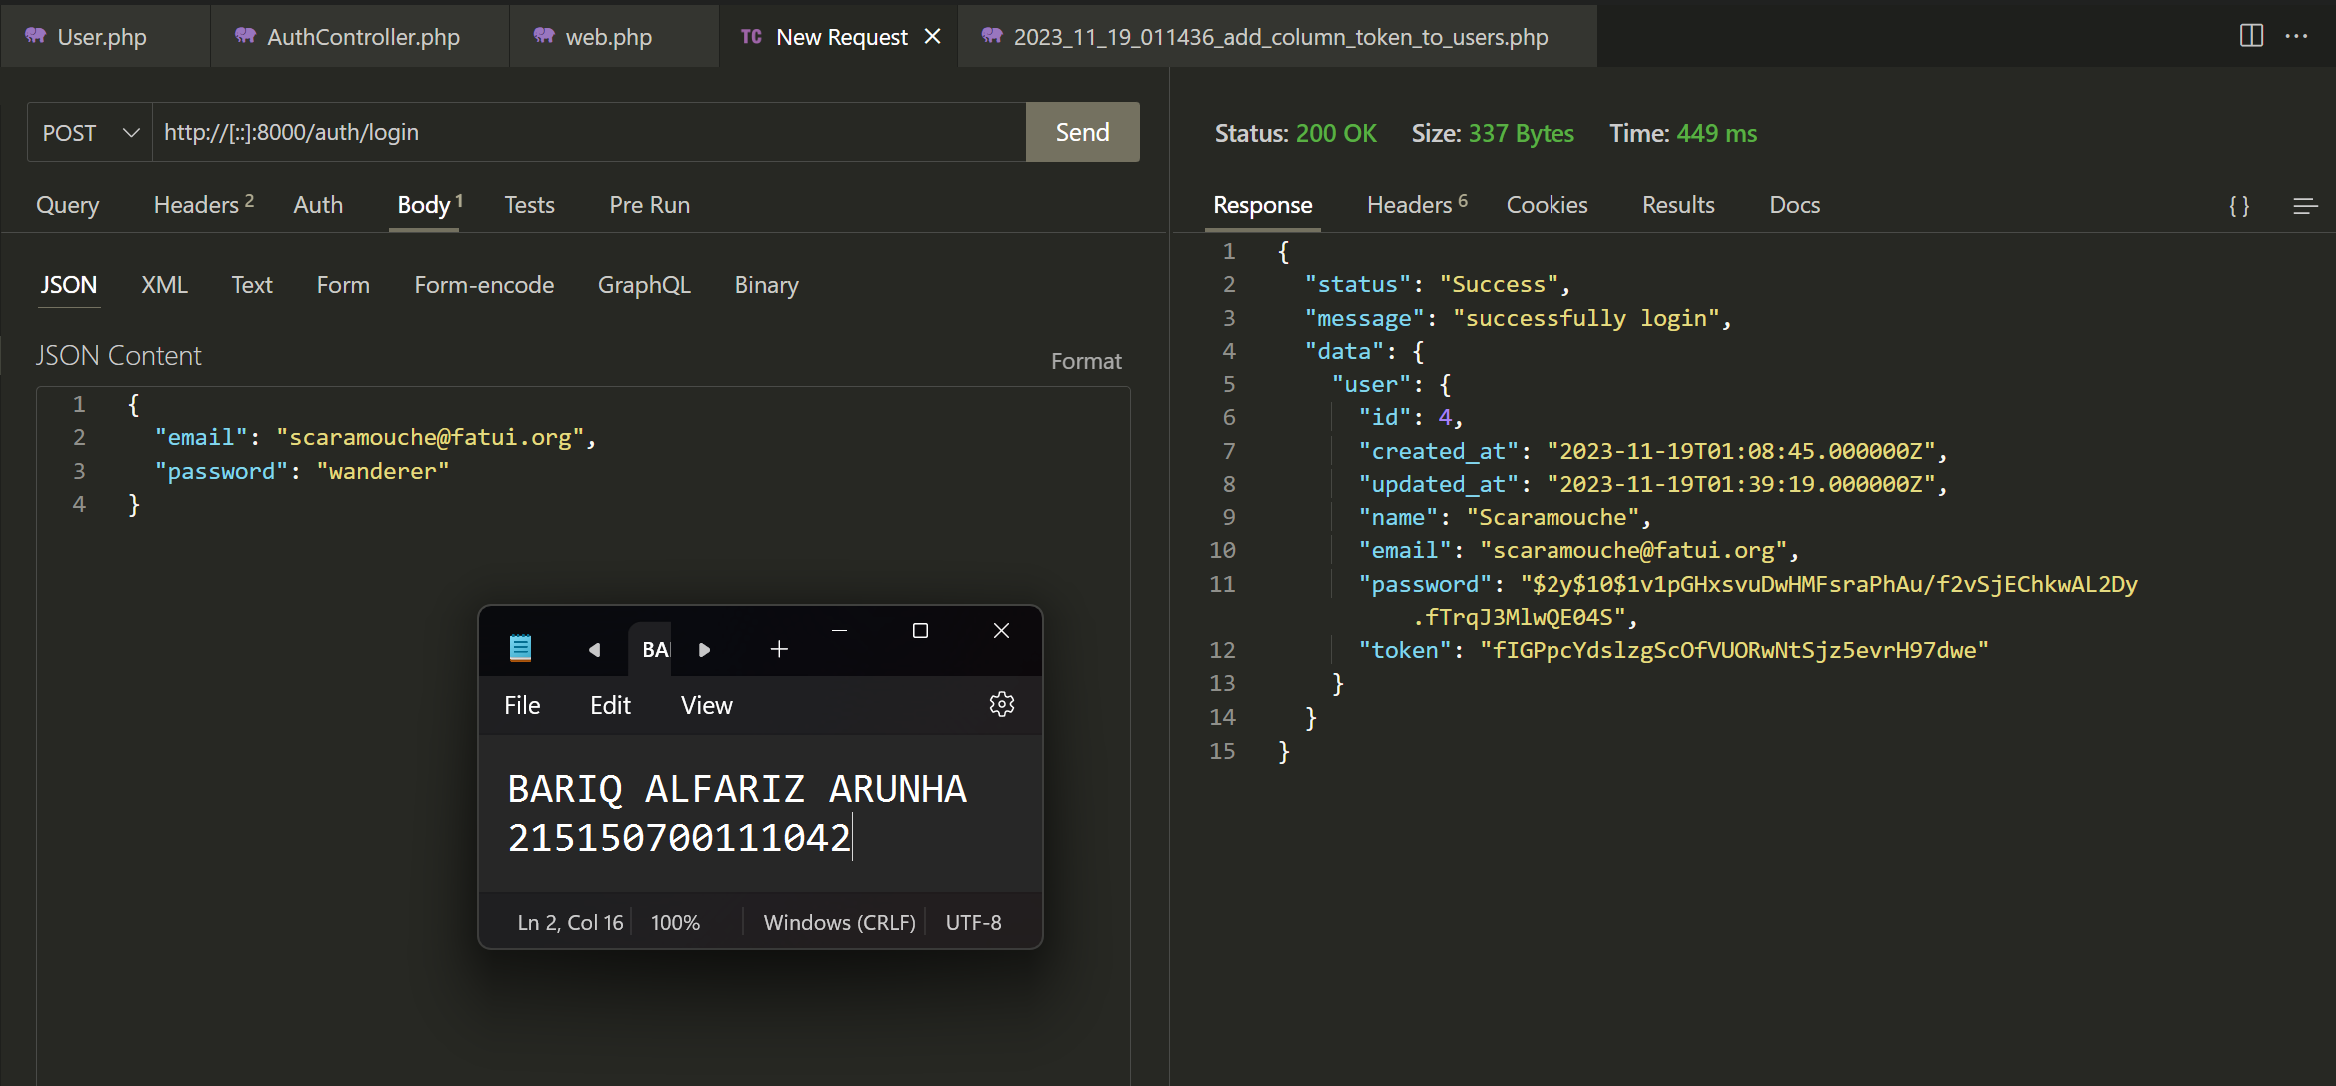 User.php AuthController.php web.php TC New Request 2023_11_19_011436_add_column_token_to_users.php
POST http://[::]:8000/auth/login Send
Query Headers 2 Auth Body 1 Tests Pre Run
JSON XML Text Form Form-encode GraphQL Binary
JSON Content Format
1 {
2 "email": "scaramouche@fatui.org",
3 "password": "wanderer"
4 }
BA
File Edit View
BARIQ ALFARIZ ARUNHA
215150700111042
Ln 2, Col 16 100% Windows (CRLF) UTF-8
Status: 200 OK Size: 337 Bytes Time: 449 ms
Response Headers 6 Cookies Results Docs { }
1 {
2 "status": "Success",
3 "message": "successfully login",
4 "data": {
5 "user": {
6 "id": 4,
7 "created_at": "2023-11-19T01:08:45.000000Z",
8 "updated_at": "2023-11-19T01:39:19.000000Z",
9 "name": "Scaramouche",
10 "email": "scaramouche@fatui.org",
11 "password": "$2y$10$1v1pGHxsvuDwHMFsraPhAu/f2vSjEChkwAL2Dy
.fTrqJ3MlwQE04S",
12 "token": "fIGPpcYdslzgScOfVUORwNtSjz5evrH97dwe"
13 }
14 }
15 }